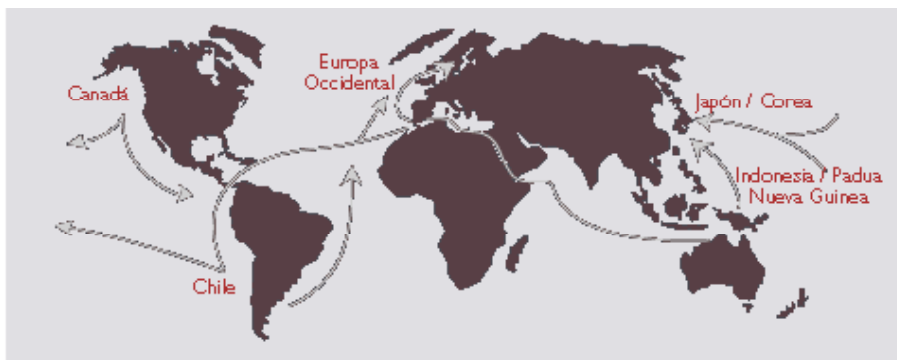 Europa
Occidental
Canadá
Japón / Corea
Indonesia / Padua
Nueva Guinea
Chile